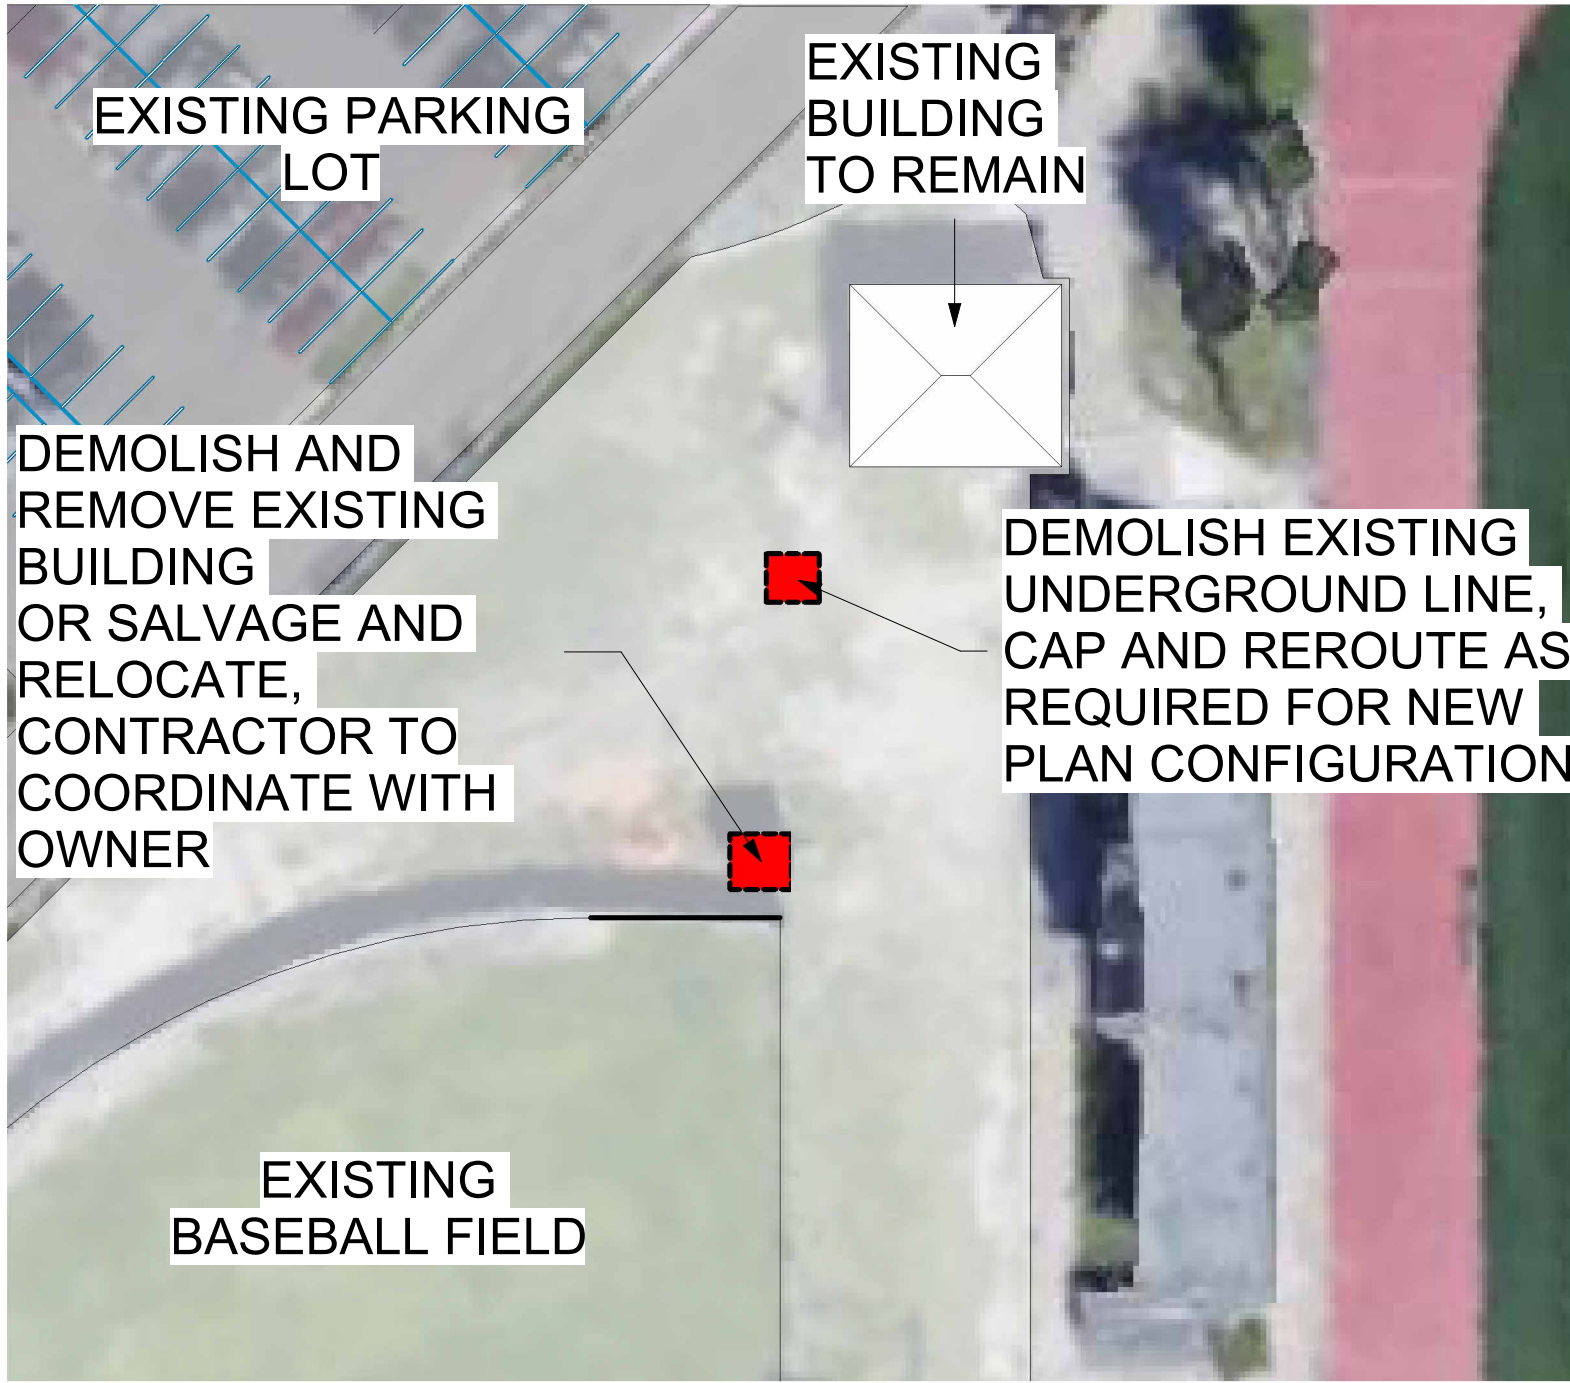 EXISTING PARKING
LOT
EXISTING
BUILDING
TO REMAIN
DEMOLISH AND
REMOVE EXISTING
BUILDING
OR SALVAGE AND
RELOCATE,
CONTRACTOR TO
COORDINATE WITH
OWNER
DEMOLISH EXISTING
UNDERGROUND LINE,
CAP AND REROUTE AS
REQUIRED FOR NEW
PLAN CONFIGURATION
EXISTING
BASEBALL FIELD